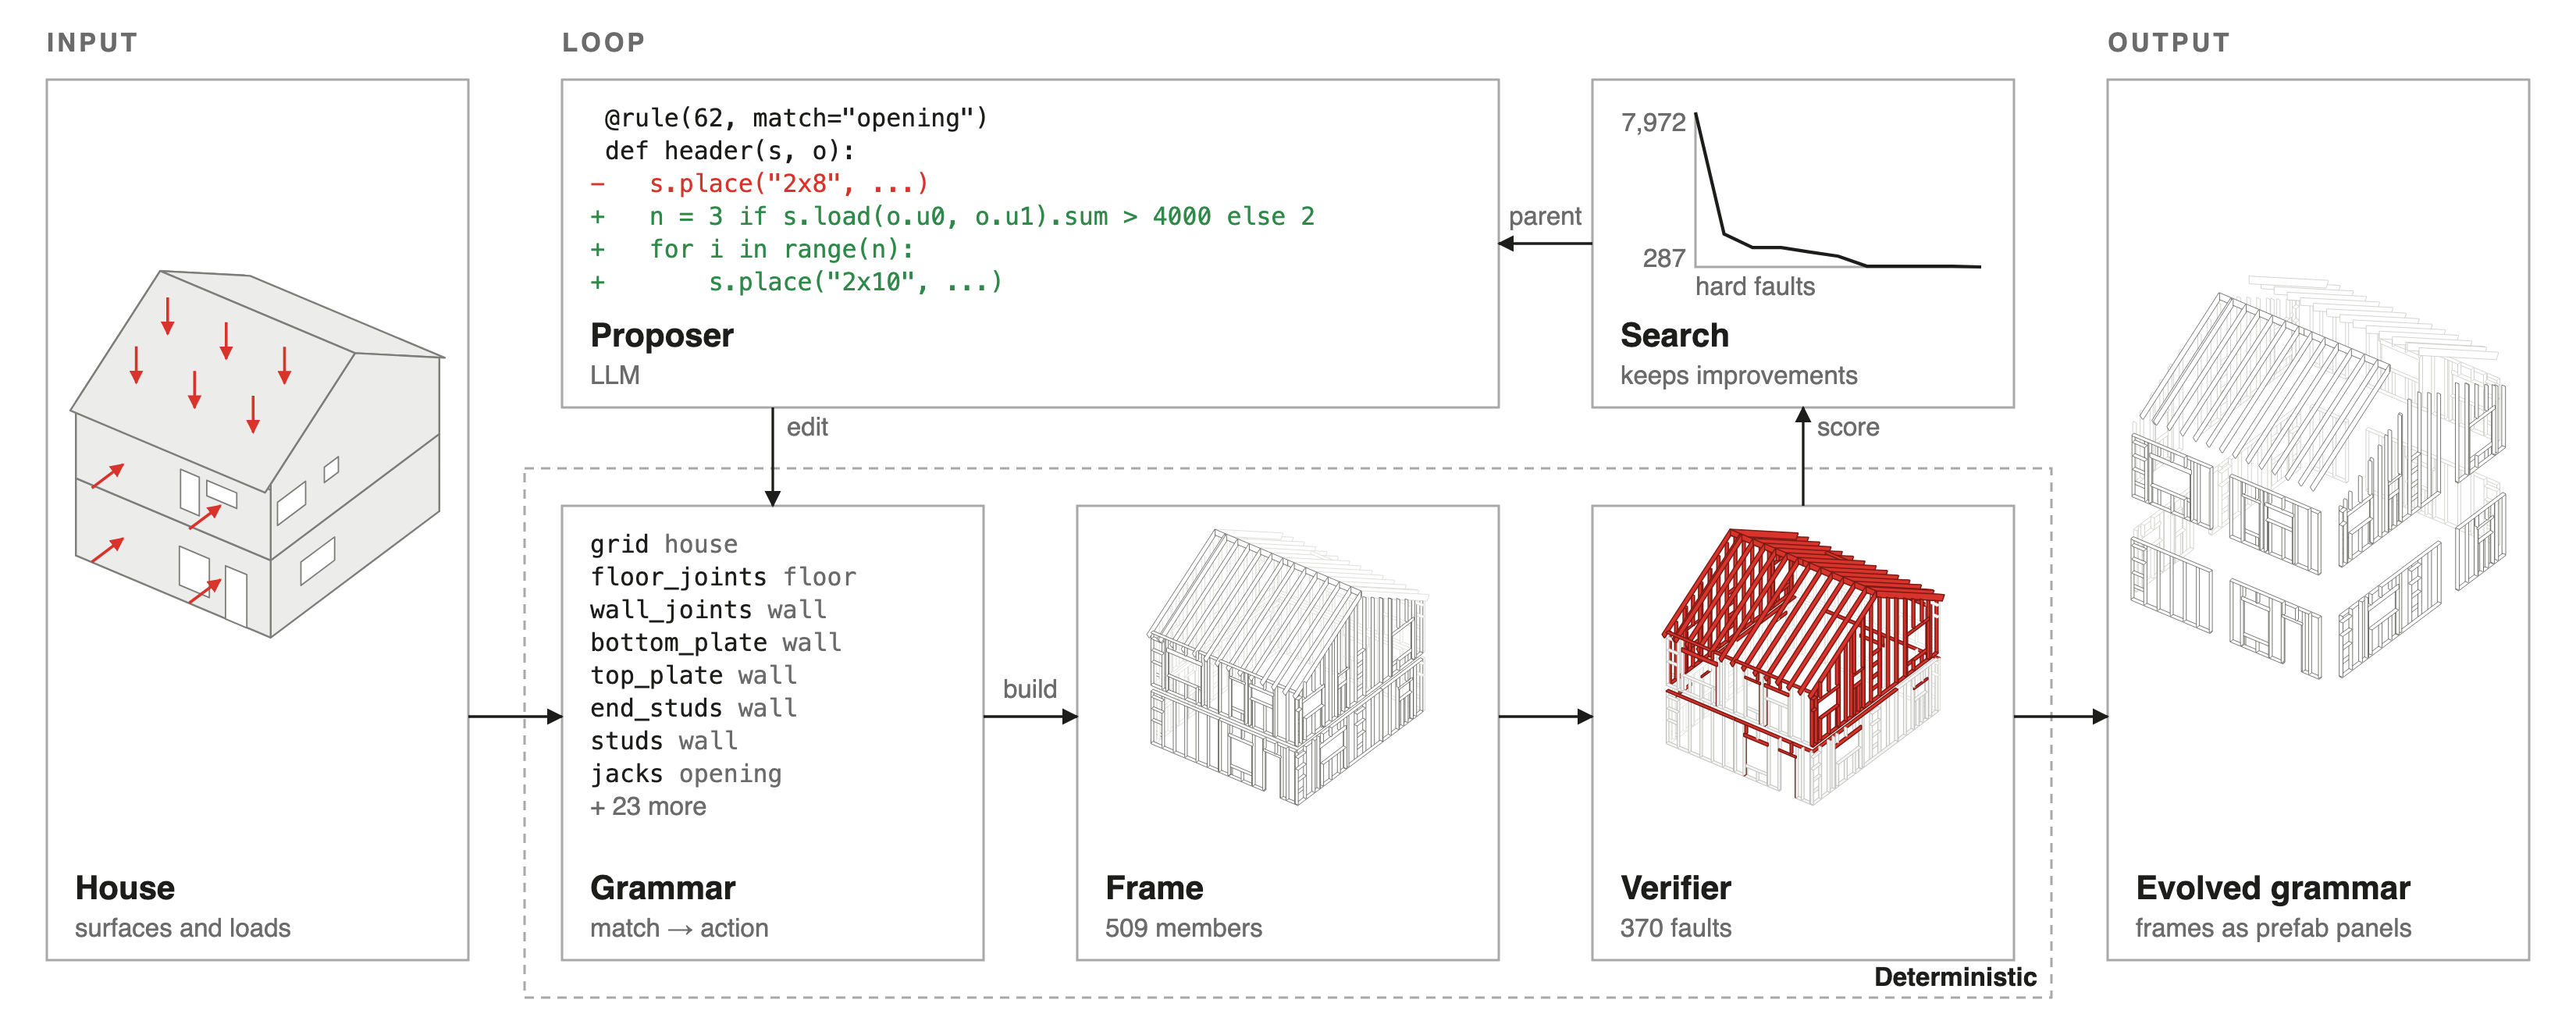 INPUT
LOOP
OUTPUT
@rule(62, match="opening")
def header(s, o):
-   s.place("2x8", ...)
+   n = 3 if s.load(o.u0, o.u1).sum > 4000 else 2
+   for i in range(n):
+       s.place("2x10", ...)
Proposer
LLM
parent
7,972
287
hard faults
Search
keeps improvements
edit
score
grid house
floor_joints floor
wall_joints wall
bottom_plate wall
top_plate wall
end_studs wall
studs wall
jacks opening
+ 23 more
build
House
surfaces and loads
Grammar
match → action
Frame
509 members
Verifier
370 faults
Evolved grammar
frames as prefab panels
Deterministic